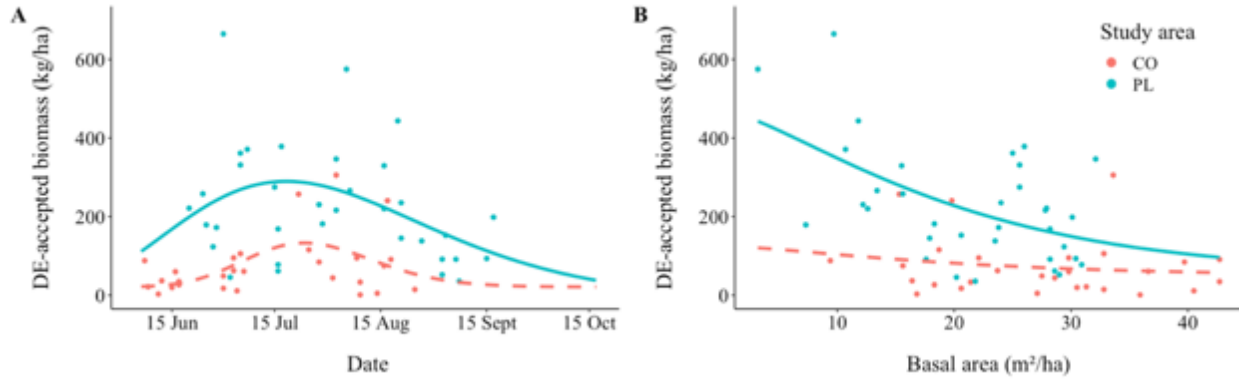 A
DE-accepted biomass (kg/ha)
600
400
200
0
15 Jun
15 Jul
15 Aug
15 Sept
15 Oct
Date
B
DE-accepted biomass (kg/ha)
600
400
200
0
10
20
30
40
Basal area (m²/ha)
Study area
CO
PL